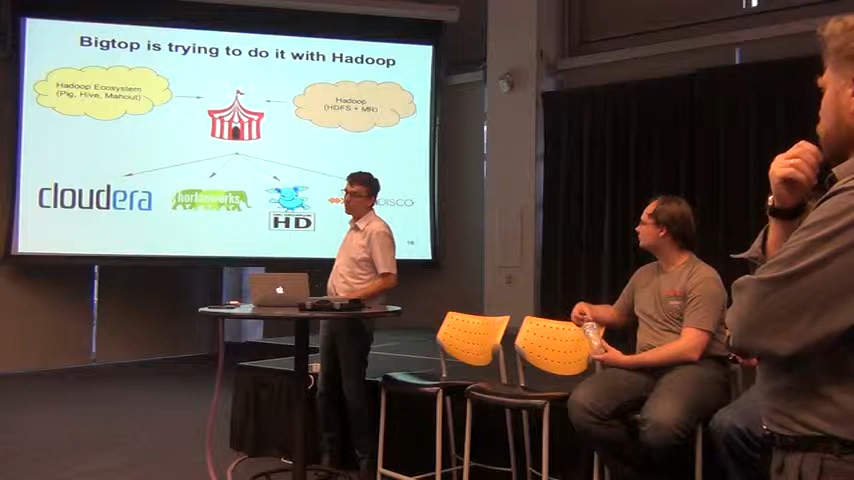 Bigtop is trying to do it with Hadoop
Hadoop Ecosystem
(Pig, Hive, Mahout)
Hadoop
(HDFS + MR)
cloudera
hortonworks
DISCO
HD
16